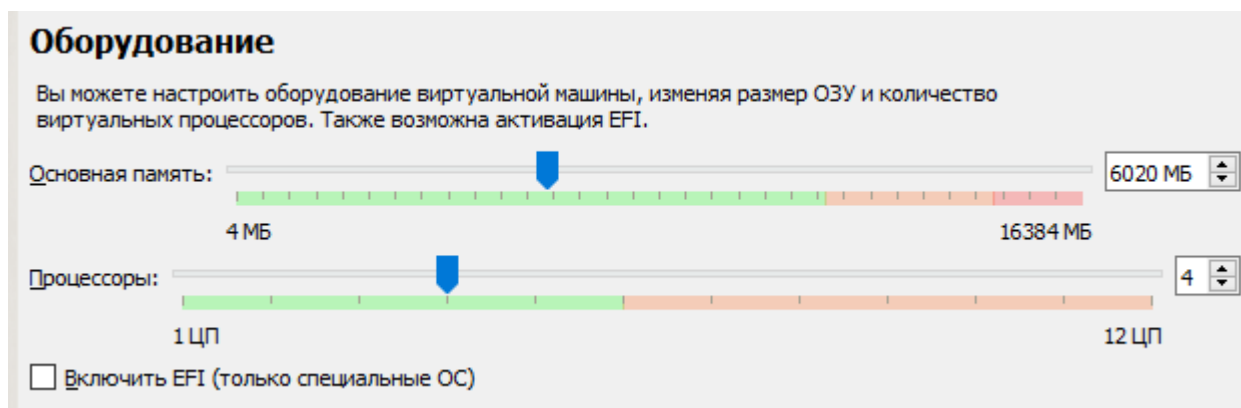 Оборудование
Вы можете настроить оборудование виртуальной машины, изменяя размер ОЗУ и количество
виртуальных процессоров. Также возможна активация EFI.
Основная память: 6020 МБ
4 МБ 16384 МБ
Процессоры: 4
1 ЦП 12 ЦП
Включить EFI (только специальные ОС)